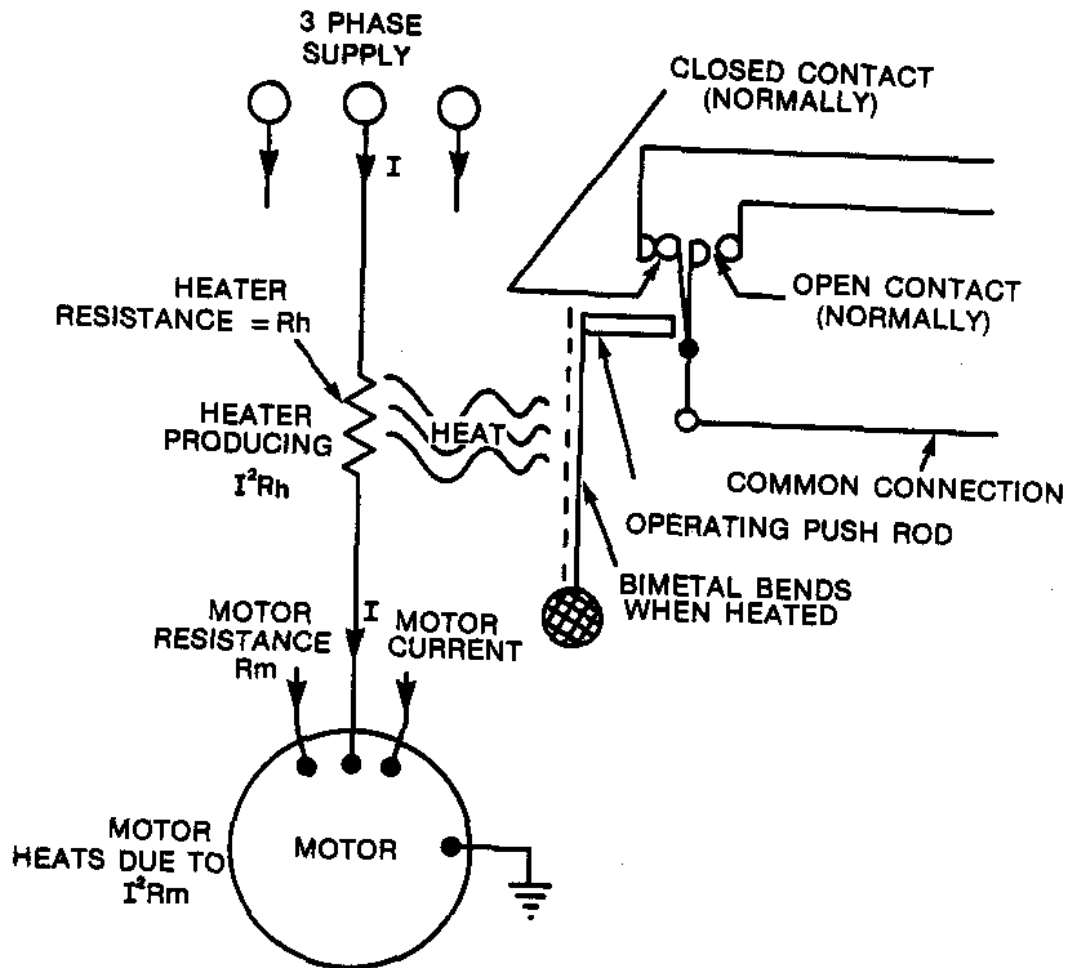 3 PHASE
SUPPLY
CLOSED CONTACT
(NORMALLY)
I
HEATER
RESISTANCE = Rh
OPEN CONTACT
(NORMALLY)
HEATER
PRODUCING
I²Rh
HEAT
COMMON CONNECTION
OPERATING PUSH ROD
BIMETAL BENDS
WHEN HEATED
MOTOR
RESISTANCE
Rm
I
MOTOR
CURRENT
MOTOR
HEATS DUE TO
I²Rm
MOTOR